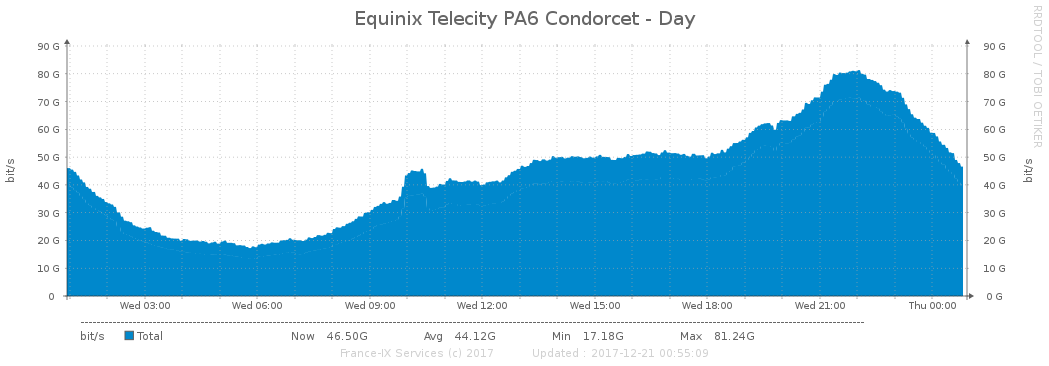 Equinix Telecity PA6 Condorcet - Day
RRDTOOL / TOBI OETIKER
90 G 90 G
80 G 80 G
70 G 70 G
60 G 60 G
50 G 50 G
40 G 40 G
30 G 30 G
20 G 20 G
10 G 10 G
0 0 G
bit/s
bit/s
Wed 03:00 Wed 06:00 Wed 09:00 Wed 12:00 Wed 15:00 Wed 18:00 Wed 21:00 Thu 00:00
bit/s Total Now 46.50G Avg 44.12G Min 17.18G Max 81.24G
France-IX Services (c) 2017 Updated : 2017-12-21 00:55:09